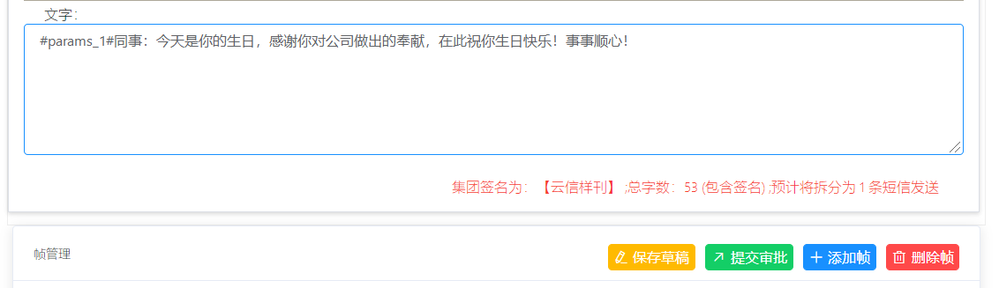 文字：
#params_1#同事：今天是你的生日，感谢你对公司做出的奉献，在此祝你生日快乐！事事顺心！
集团签名为：【云信样刊】 ;总字数：53 (包含签名) ;预计将拆分为 1 条短信发送
帧管理 保存草稿 提交审批 添加帧 删除帧